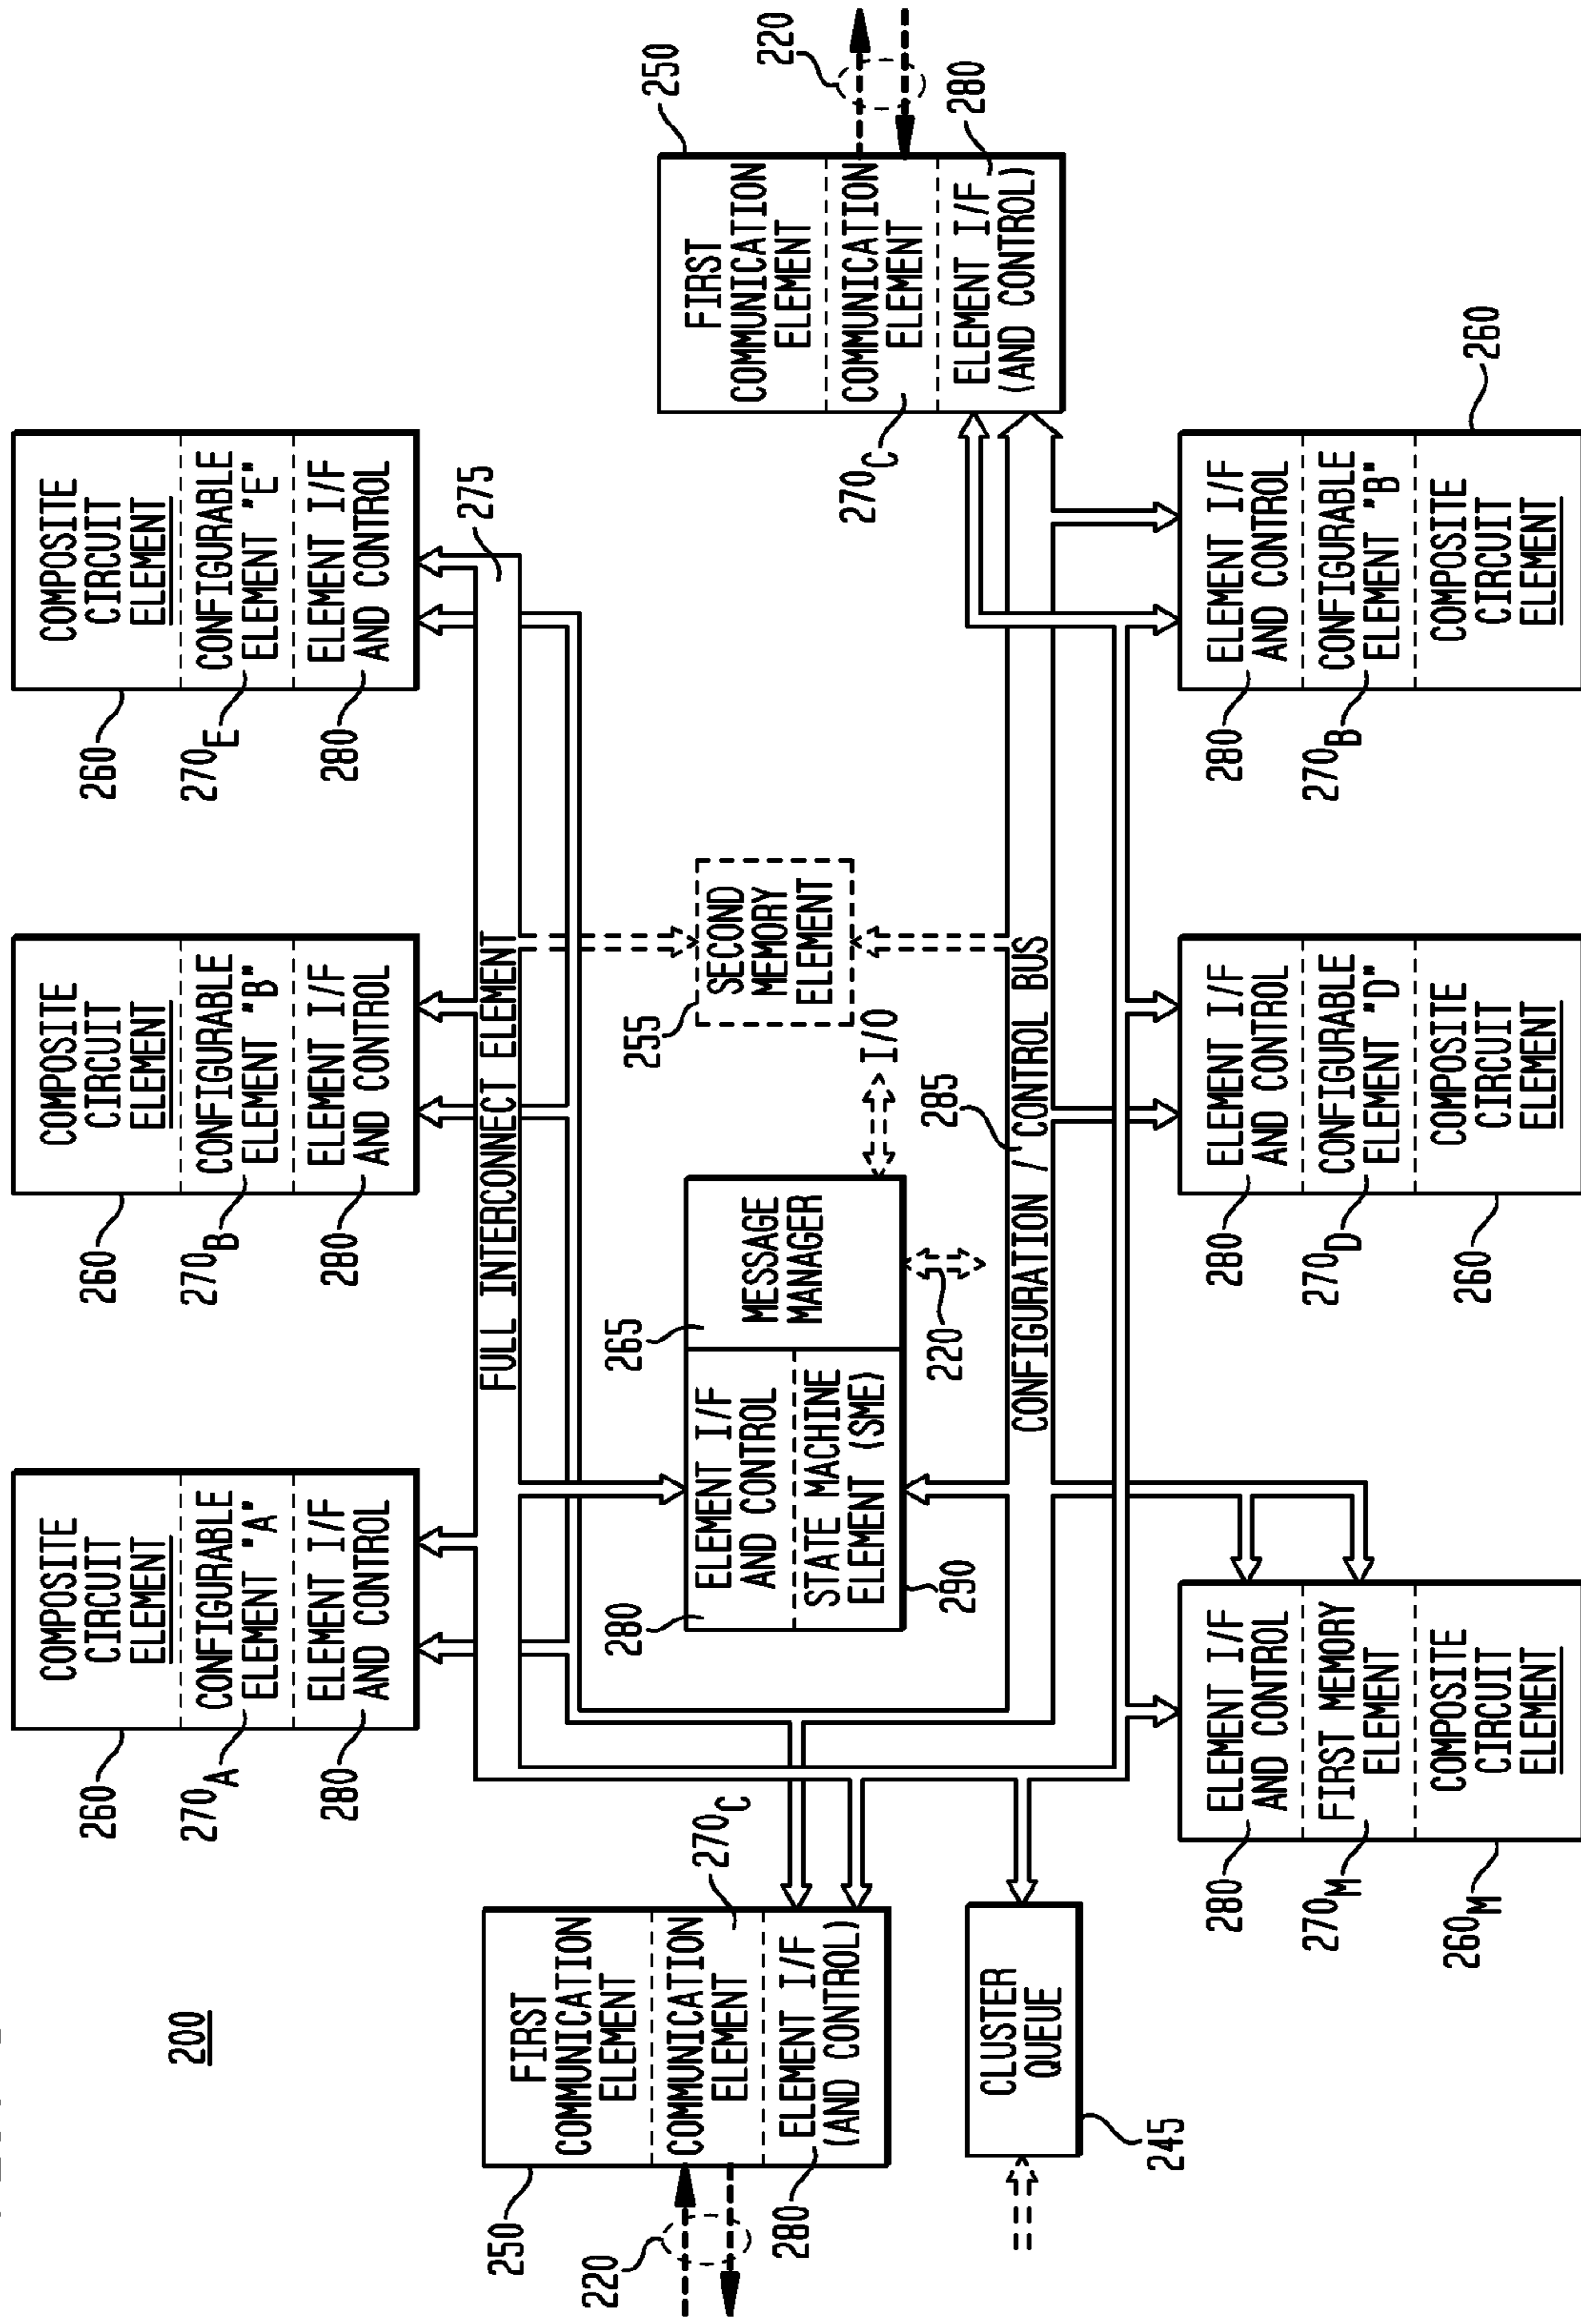 200
COMPOSITE
CIRCUIT
ELEMENT
CONFIGURABLE
ELEMENT "A"
ELEMENT I/F
AND CONTROL
260
270A
280
COMPOSITE
CIRCUIT
ELEMENT
CONFIGURABLE
ELEMENT "B"
ELEMENT I/F
AND CONTROL
260
270B
280
COMPOSITE
CIRCUIT
ELEMENT
CONFIGURABLE
ELEMENT "E"
ELEMENT I/F
AND CONTROL
260
270E
280
275
FULL INTERCONNECT ELEMENT
FIRST
COMMUNICATION
ELEMENT
COMMUNICATION
ELEMENT
ELEMENT I/F
(AND CONTROL)
250
220
280
270C
ELEMENT I/F
AND CONTROL
STATE MACHINE
ELEMENT (SME)
280
290
265
MESSAGE
MANAGER
220
I/O
255
SECOND
MEMORY
ELEMENT
285
CONFIGURATION / CONTROL BUS
FIRST
COMMUNICATION
ELEMENT
COMMUNICATION
ELEMENT
ELEMENT I/F
(AND CONTROL)
250
220
280
270C
CLUSTER
QUEUE
245
ELEMENT I/F
AND CONTROL
FIRST MEMORY
ELEMENT
COMPOSITE
CIRCUIT
ELEMENT
280
270M
260M
ELEMENT I/F
AND CONTROL
CONFIGURABLE
ELEMENT "D"
COMPOSITE
CIRCUIT
ELEMENT
280
270D
260
ELEMENT I/F
AND CONTROL
CONFIGURABLE
ELEMENT "B"
COMPOSITE
CIRCUIT
ELEMENT
280
270B
260